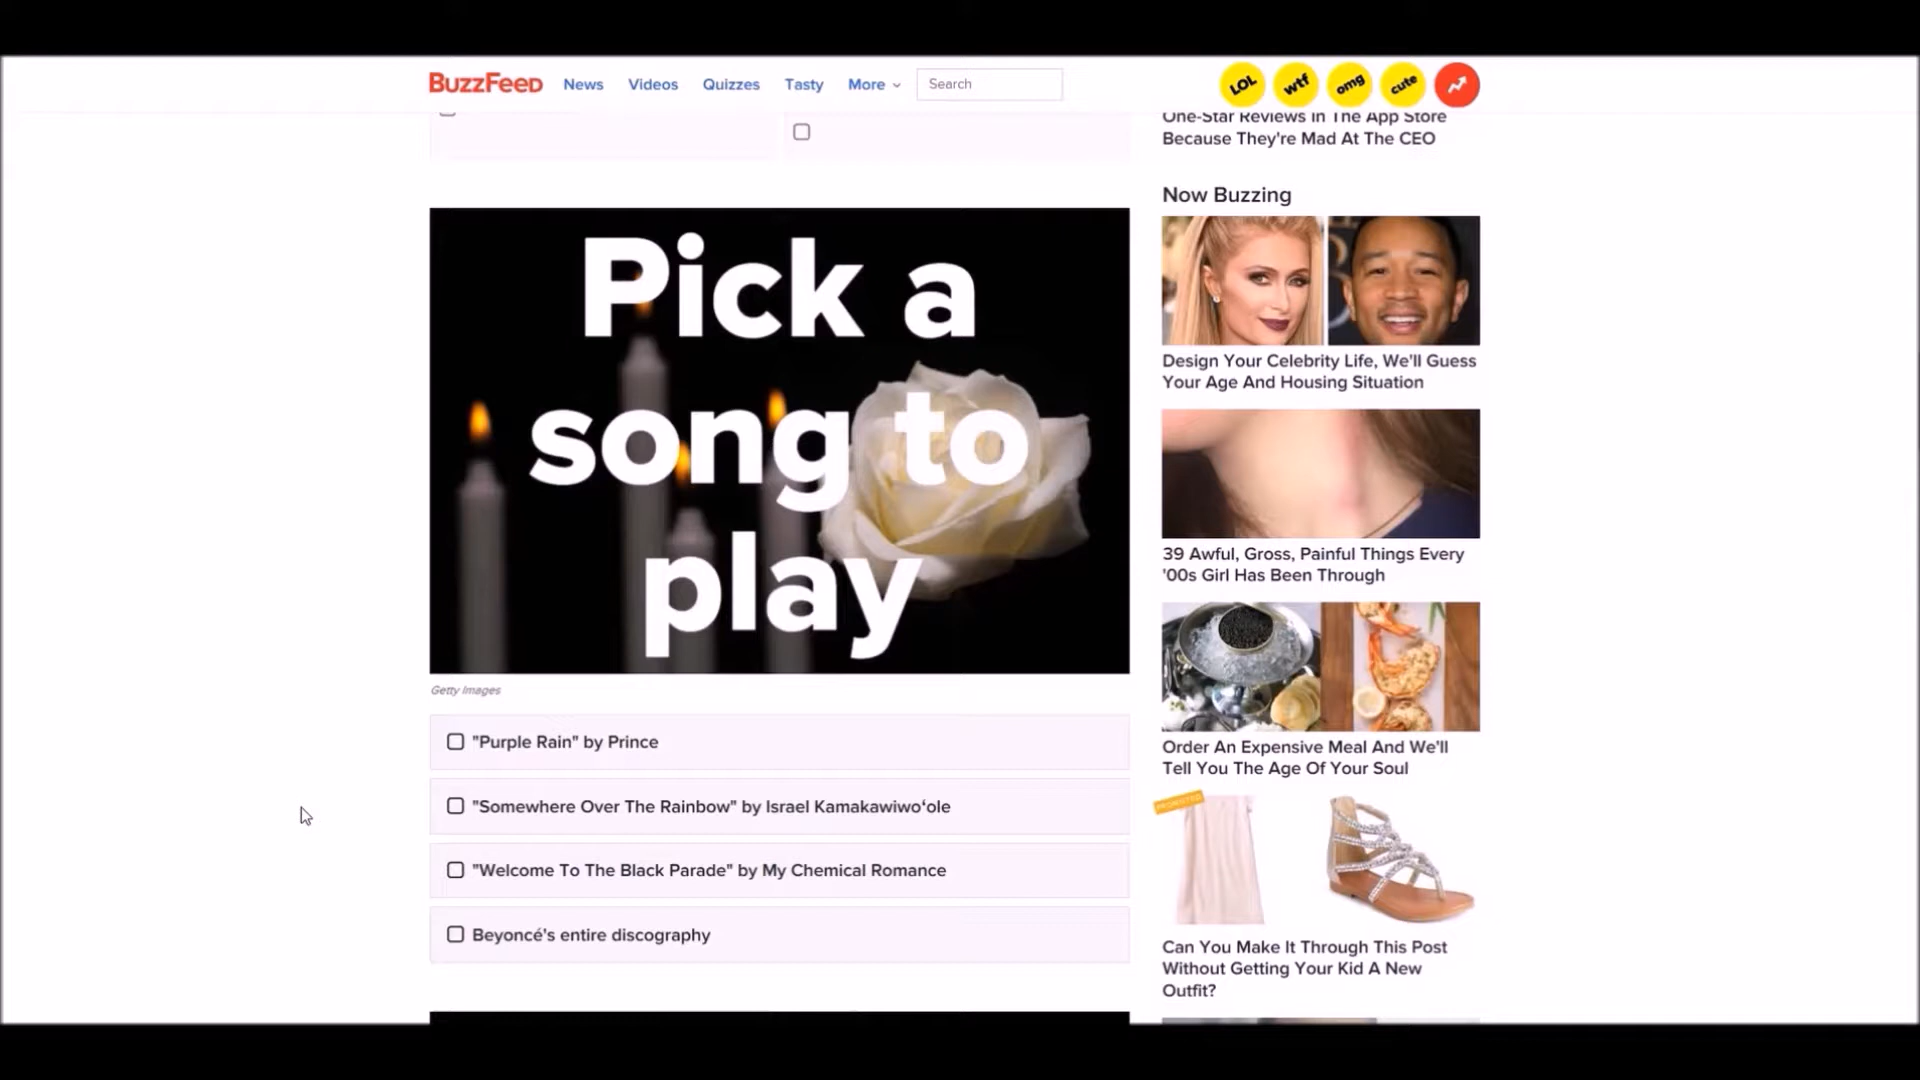 BuzzFeed News Videos Quizzes Tasty More Search LOL wtf omg cute
One-Star Reviews In The App Store
Because They're Mad At The CEO
Now Buzzing
Pick a
song to
play
Getty Images
"Purple Rain" by Prince
"Somewhere Over The Rainbow" by Israel Kamakawiwoʻole
"Welcome To The Black Parade" by My Chemical Romance
Beyoncé's entire discography
Design Your Celebrity Life, We'll Guess
Your Age And Housing Situation
39 Awful, Gross, Painful Things Every
'00s Girl Has Been Through
Order An Expensive Meal And We'll
Tell You The Age Of Your Soul
PROMOTED
Can You Make It Through This Post
Without Getting Your Kid A New
Outfit?